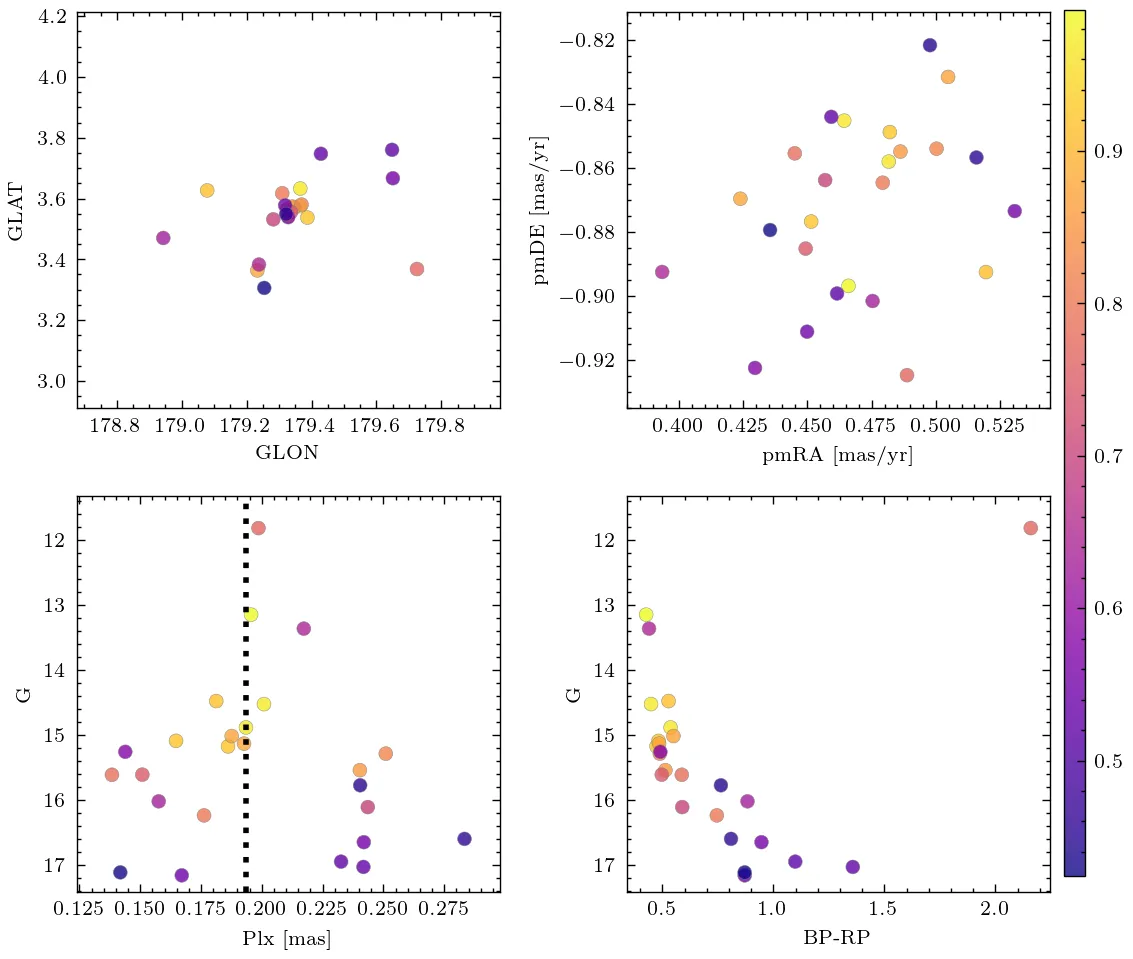 4.2
4.0
3.8
3.6
3.4
3.2
3.0
GLAT
178.8 179.0 179.2 179.4 179.6 179.8
GLON
−0.82
−0.84
−0.86
−0.88
−0.90
−0.92
pmDE [mas/yr]
0.400 0.425 0.450 0.475 0.500 0.525
pmRA [mas/yr]
0.9
0.8
0.7
0.6
0.5
12
13
14
15
16
17
G
0.125 0.150 0.175 0.200 0.225 0.250 0.275
Plx [mas]
12
13
14
15
16
17
G
0.5 1.0 1.5 2.0
BP-RP